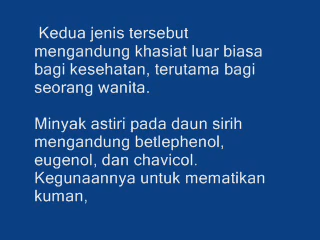 Kedua jenis tersebut
mengandung khasiat luar biasa
bagi kesehatan, terutama bagi
seorang wanita.
Minyak astiri pada daun sirih
mengandung betlephenol,
eugenol, dan chavicol.
Kegunaannya untuk mematikan
kuman,